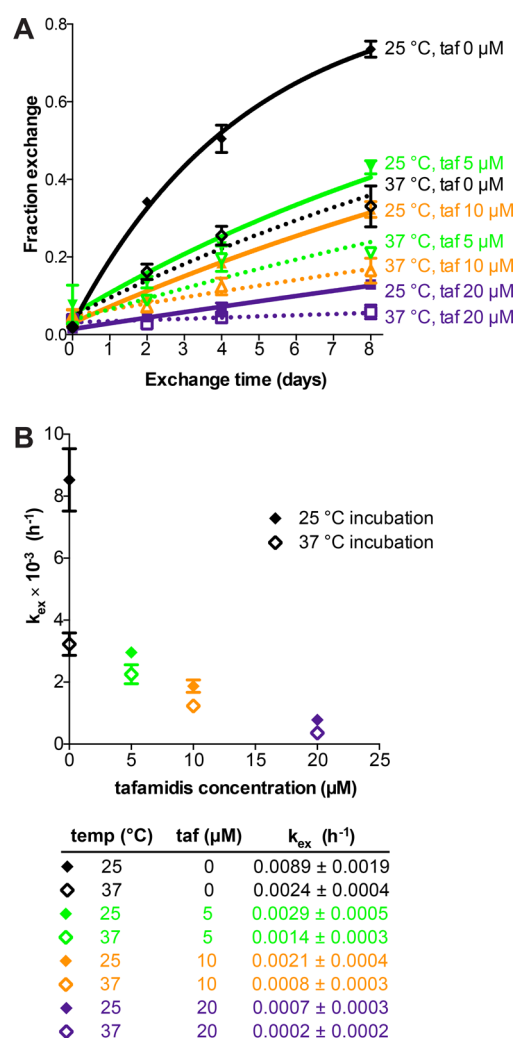 A
0.8
0.6
0.4
0.2
0.0
Fraction exchange
0 1 2 3 4 5 6 7 8
Exchange time (days)
25 °C, taf 0 µM
25 °C, taf 5 µM
37 °C, taf 0 µM
25 °C, taf 10 µM
37 °C, taf 5 µM
37 °C, taf 10 µM
25 °C, taf 20 µM
37 °C, taf 20 µM
B
10
8
6
4
2
0
k_ex × 10⁻³ (h⁻¹)
25 °C incubation
37 °C incubation
0 5 10 15 20 25
tafamidis concentration (µM)
temp (°C) taf (µM) k_ex (h⁻¹)
25 0 0.0089 ± 0.0019
37 0 0.0024 ± 0.0004
25 5 0.0029 ± 0.0005
37 5 0.0014 ± 0.0003
25 10 0.0021 ± 0.0004
37 10 0.0008 ± 0.0003
25 20 0.0007 ± 0.0003
37 20 0.0002 ± 0.0002